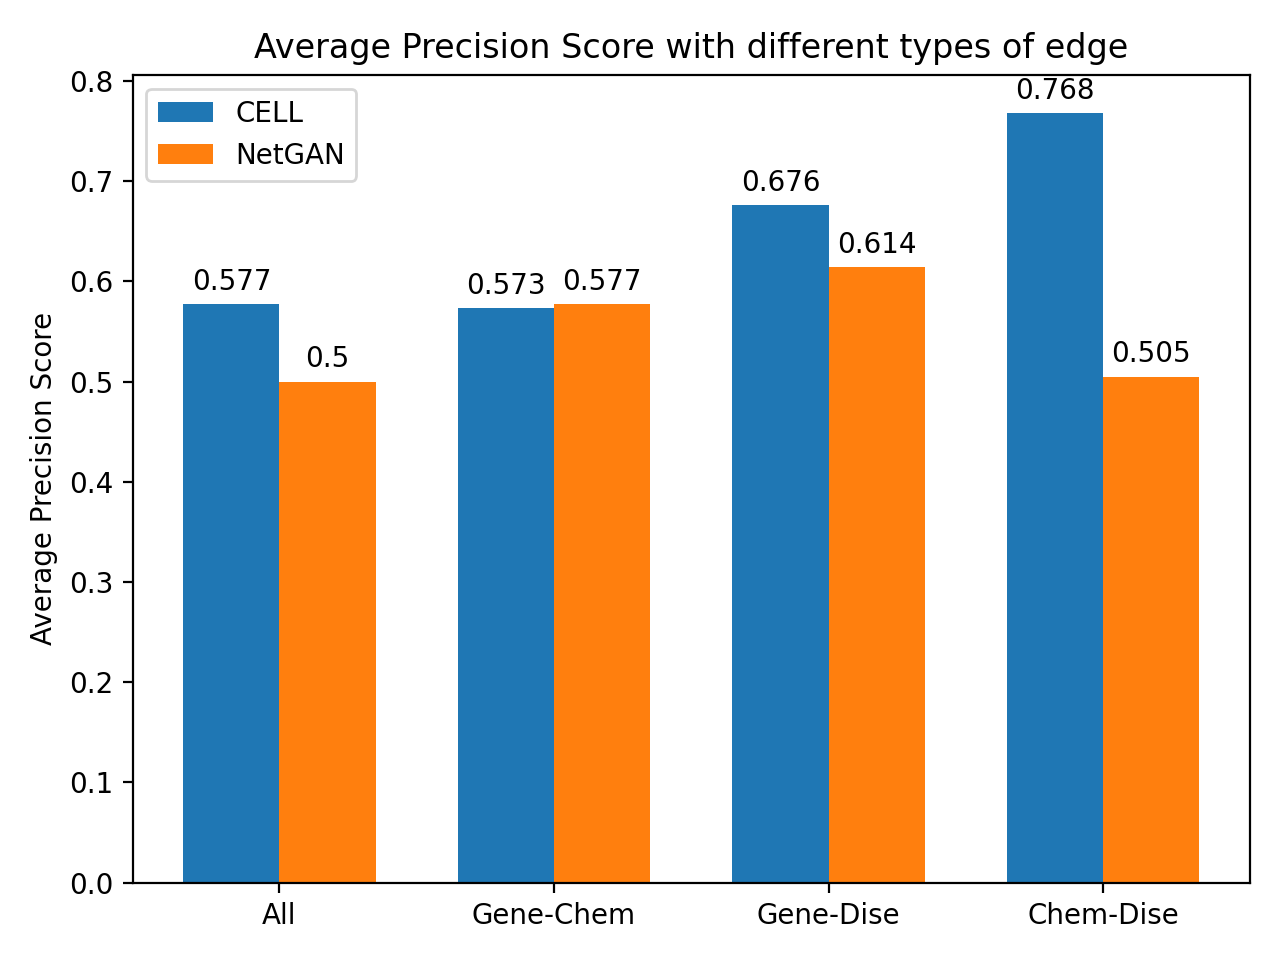 Average Precision Score with different types of edge
CELL
NetGAN
Average Precision Score
0.8
0.7
0.6
0.5
0.4
0.3
0.2
0.1
0.0
0.577
0.5
0.573
0.577
0.676
0.614
0.768
0.505
All
Gene-Chem
Gene-Dise
Chem-Dise